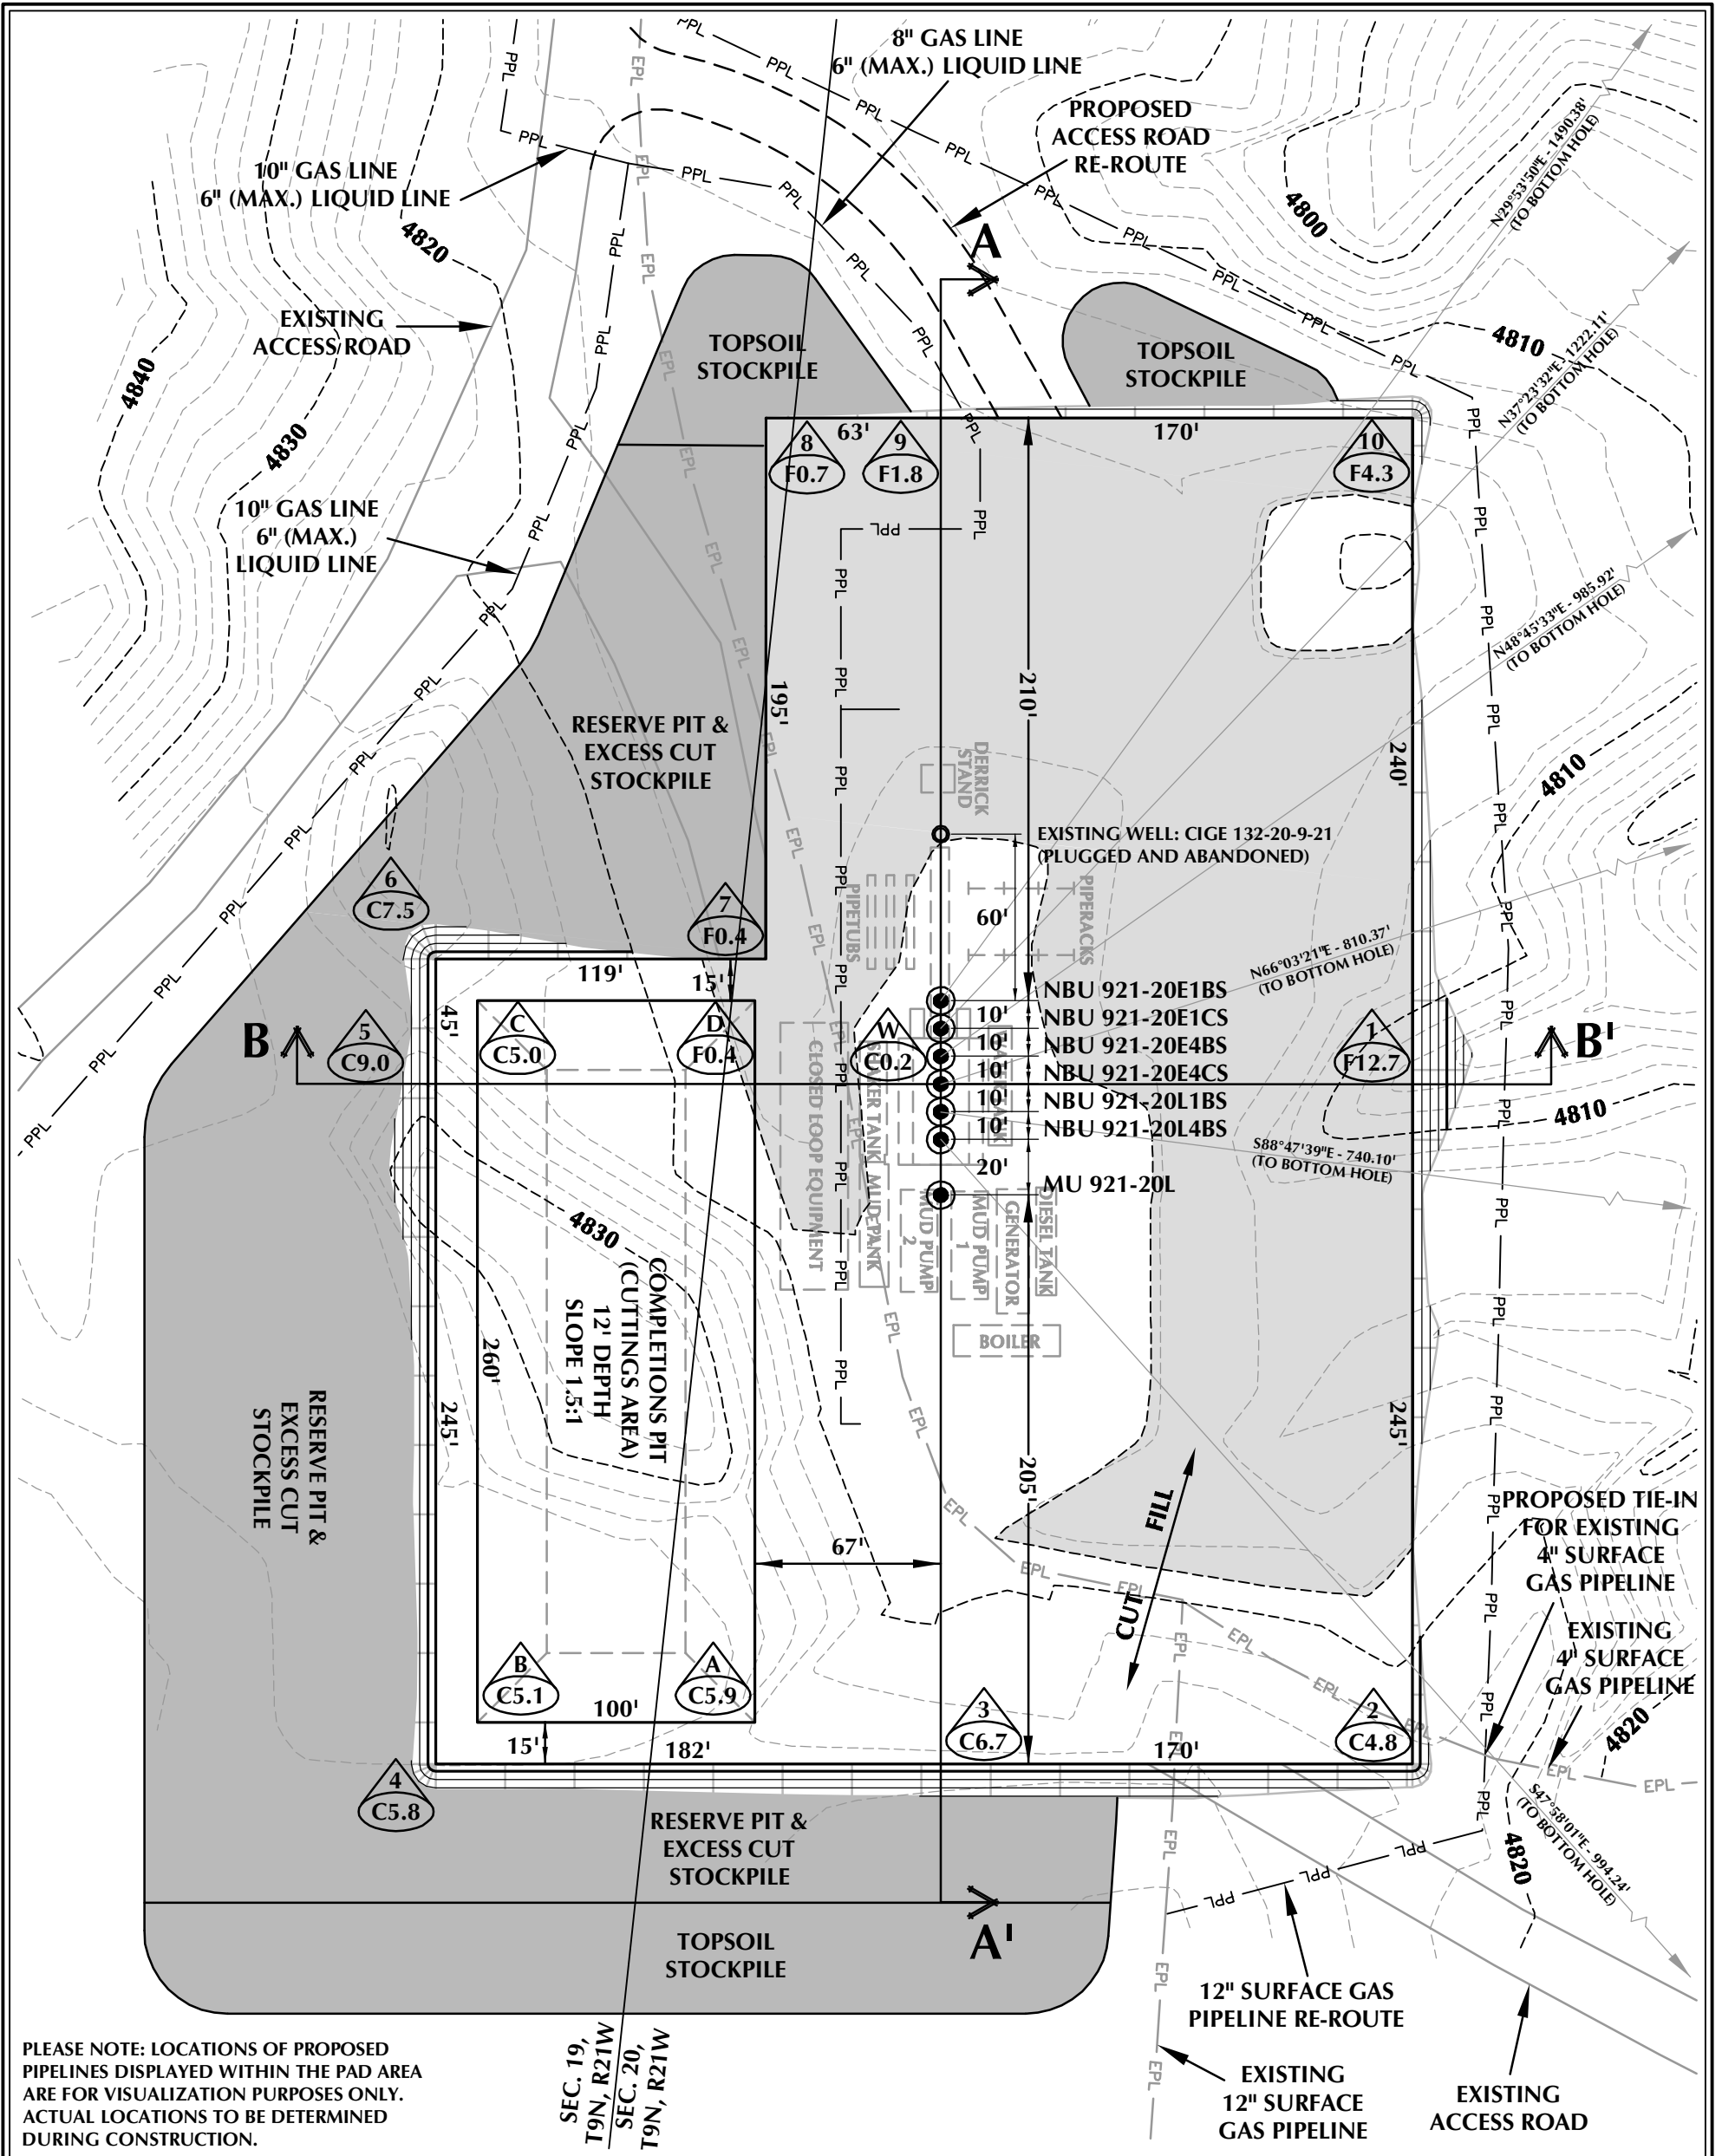 8" GAS LINE
6" (MAX.) LIQUID LINE
PROPOSED
ACCESS ROAD
RE-ROUTE
10" GAS LINE
6" (MAX.) LIQUID LINE
N29°53'50"E - 1490.38'
(TO BOTTOM HOLE)
4800
4820
A
EXISTING
ACCESS ROAD
TOPSOIL
STOCKPILE
TOPSOIL
STOCKPILE
4810
N37°23'32"E - 1222.11'
(TO BOTTOM HOLE)
4840
4830
63'
170'
8
F0.7
9
F1.8
10
F4.3
10" GAS LINE
6" (MAX.)
LIQUID LINE
PPL
EPL
N48°45'33"E - 985.92'
(TO BOTTOM HOLE)
195'
210'
240'
RESERVE PIT &
EXCESS CUT
STOCKPILE
DERRICK
STAND
4810
EXISTING WELL: CIGE 132-20-9-21
(PLUGGED AND ABANDONED)
6
C7.5
7
F0.4
PIPETUBS
60'
PIPERACKS
N66°03'21"E - 810.37'
(TO BOTTOM HOLE)
119'
15'
45'
NBU 921-20E1BS
10'
NBU 921-20E1CS
10'
NBU 921-20E4BS
10'
NBU 921-20E4CS
10'
NBU 921-20L1BS
10'
NBU 921-20L4BS
20'
MU 921-20L
B
5
C9.0
C
C5.0
D
F0.4
W
C0.2
1
F12.7
B'
4810
S88°47'39"E - 740.10'
(TO BOTTOM HOLE)
CLOSED LOOP EQUIPMENT
SHAKER TANK
MUD TANK
MUD PUMP
2
MUD PUMP
1
GENERATOR
DIESEL TANK
BOILER
4830
COMPLETIONS PIT
(CUTTINGS AREA)
12' DEPTH
SLOPE 1.5:1
260'
245'
RESERVE PIT &
EXCESS CUT
STOCKPILE
205'
245'
67'
FILL
CUT
PROPOSED TIE-IN
FOR EXISTING
4" SURFACE
GAS PIPELINE
EXISTING
4" SURFACE
GAS PIPELINE
B
C5.1
A
C5.9
100'
15'
182'
3
C6.7
170'
2
C4.8
4820
4
C5.8
RESERVE PIT &
EXCESS CUT
STOCKPILE
4820
S47°58'01"E - 994.24'
(TO BOTTOM HOLE)
A'
TOPSOIL
STOCKPILE
12" SURFACE GAS
PIPELINE RE-ROUTE
EXISTING
12" SURFACE
GAS PIPELINE
EXISTING
ACCESS ROAD
SEC. 19,
T9N, R21W
SEC. 20,
T9N, R21W
PLEASE NOTE: LOCATIONS OF PROPOSED
PIPELINES DISPLAYED WITHIN THE PAD AREA
ARE FOR VISUALIZATION PURPOSES ONLY.
ACTUAL LOCATIONS TO BE DETERMINED
DURING CONSTRUCTION.